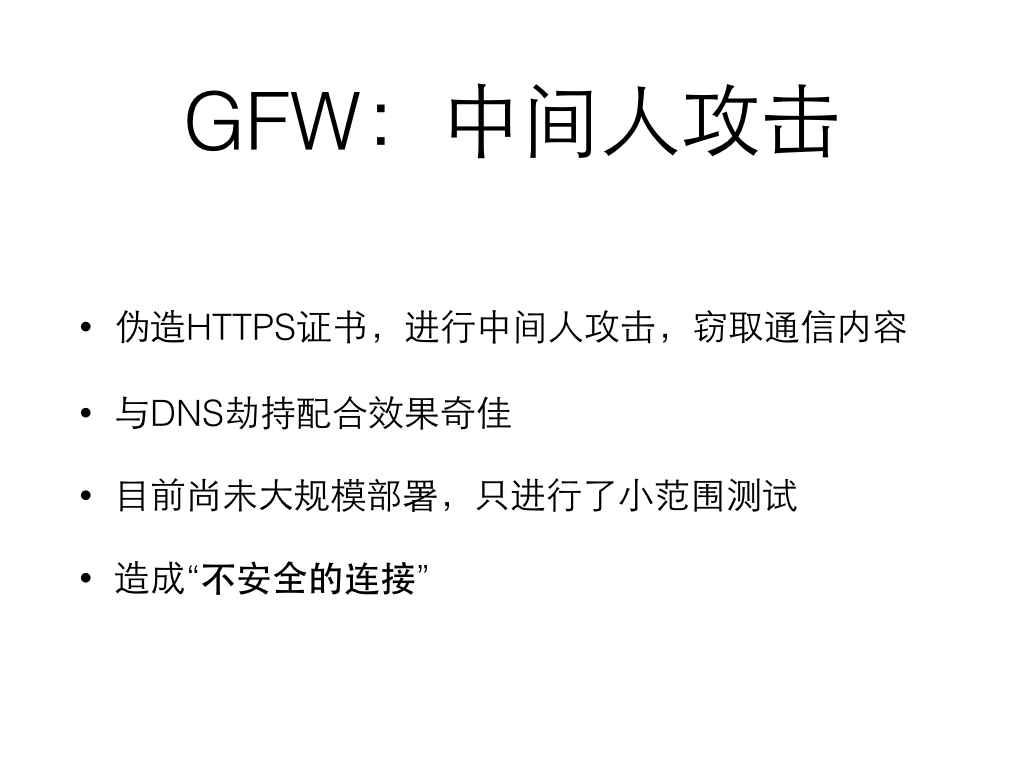 GFW：中间人攻击
• 伪造HTTPS证书，进行中间人攻击，窃取通信内容
• 与DNS劫持配合效果奇佳
• 目前尚未大规模部署，只进行了小范围测试
• 造成“不安全的连接”